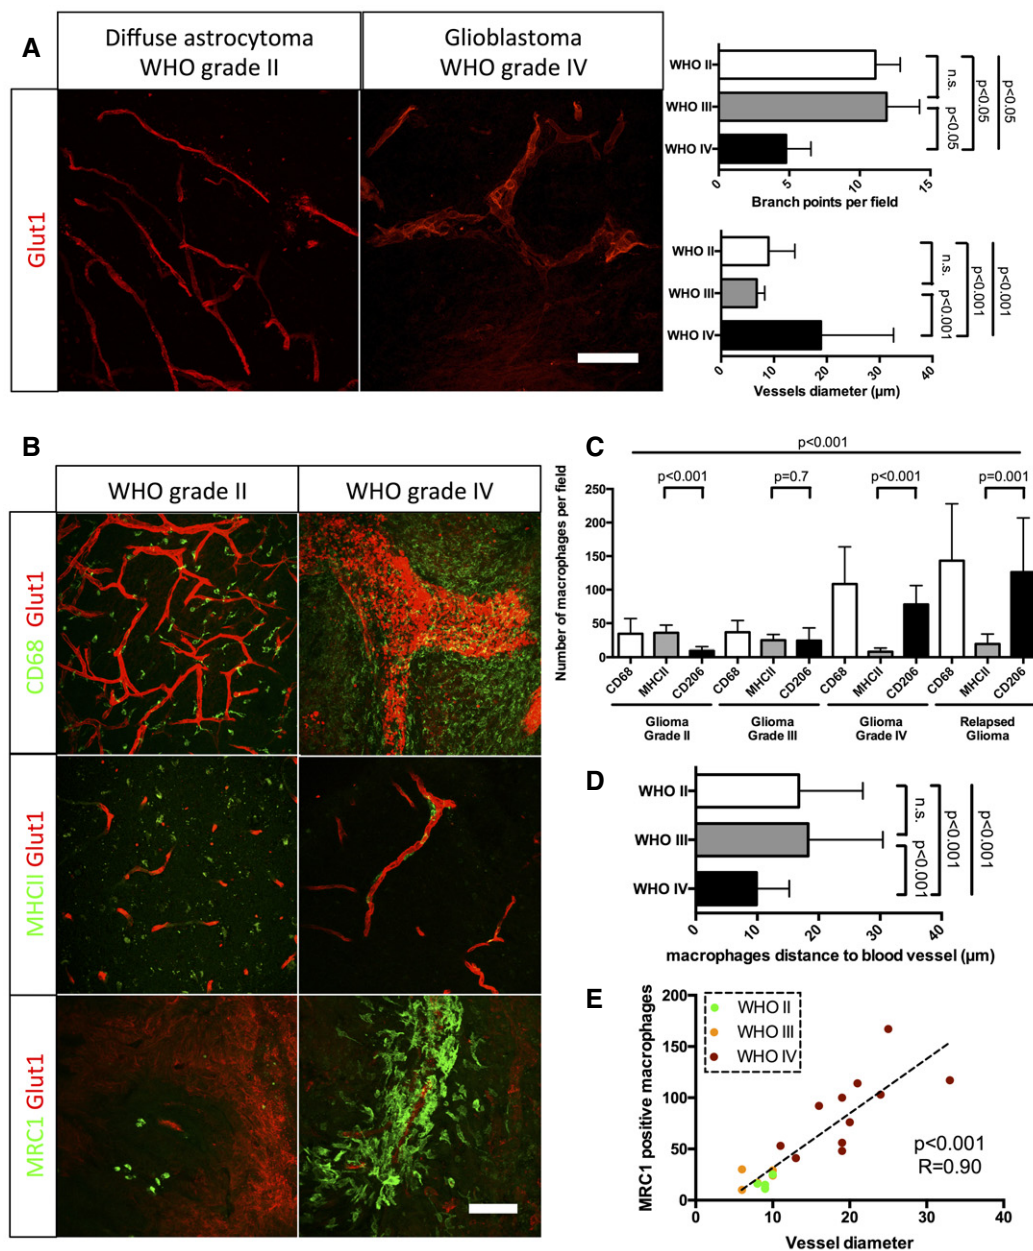 A
Diffuse astrocytoma
WHO grade II
Glioblastoma
WHO grade IV
Glut1
WHO II
WHO III
WHO IV
0
5
10
15
Branch points per field
n.s.
p<0.05
p<0.05
p<0.05
WHO II
WHO III
WHO IV
0
10
20
30
40
Vessels diameter (µm)
n.s.
p<0.001
p<0.001
p<0.001
B
WHO grade II
WHO grade IV
CD68 Glut1
MHCII Glut1
MRC1 Glut1
C
p<0.001
p<0.001
p=0.7
p<0.001
p=0.001
Number of macrophages per field
250
200
150
100
50
0
CD68
MHCII
CD206
CD68
MHCII
CD206
CD68
MHCII
CD206
CD68
MHCII
CD206
Glioma
Grade II
Glioma
Grade III
Glioma
Grade IV
Relapsed
Glioma
D
WHO II
WHO III
WHO IV
0
10
20
30
40
macrophages distance to blood vessel (µm)
n.s.
p<0.001
p<0.001
p<0.001
E
MRC1 positive macrophages
200
150
100
50
0
WHO II
WHO III
WHO IV
p<0.001
R=0.90
0
10
20
30
40
Vessel diameter